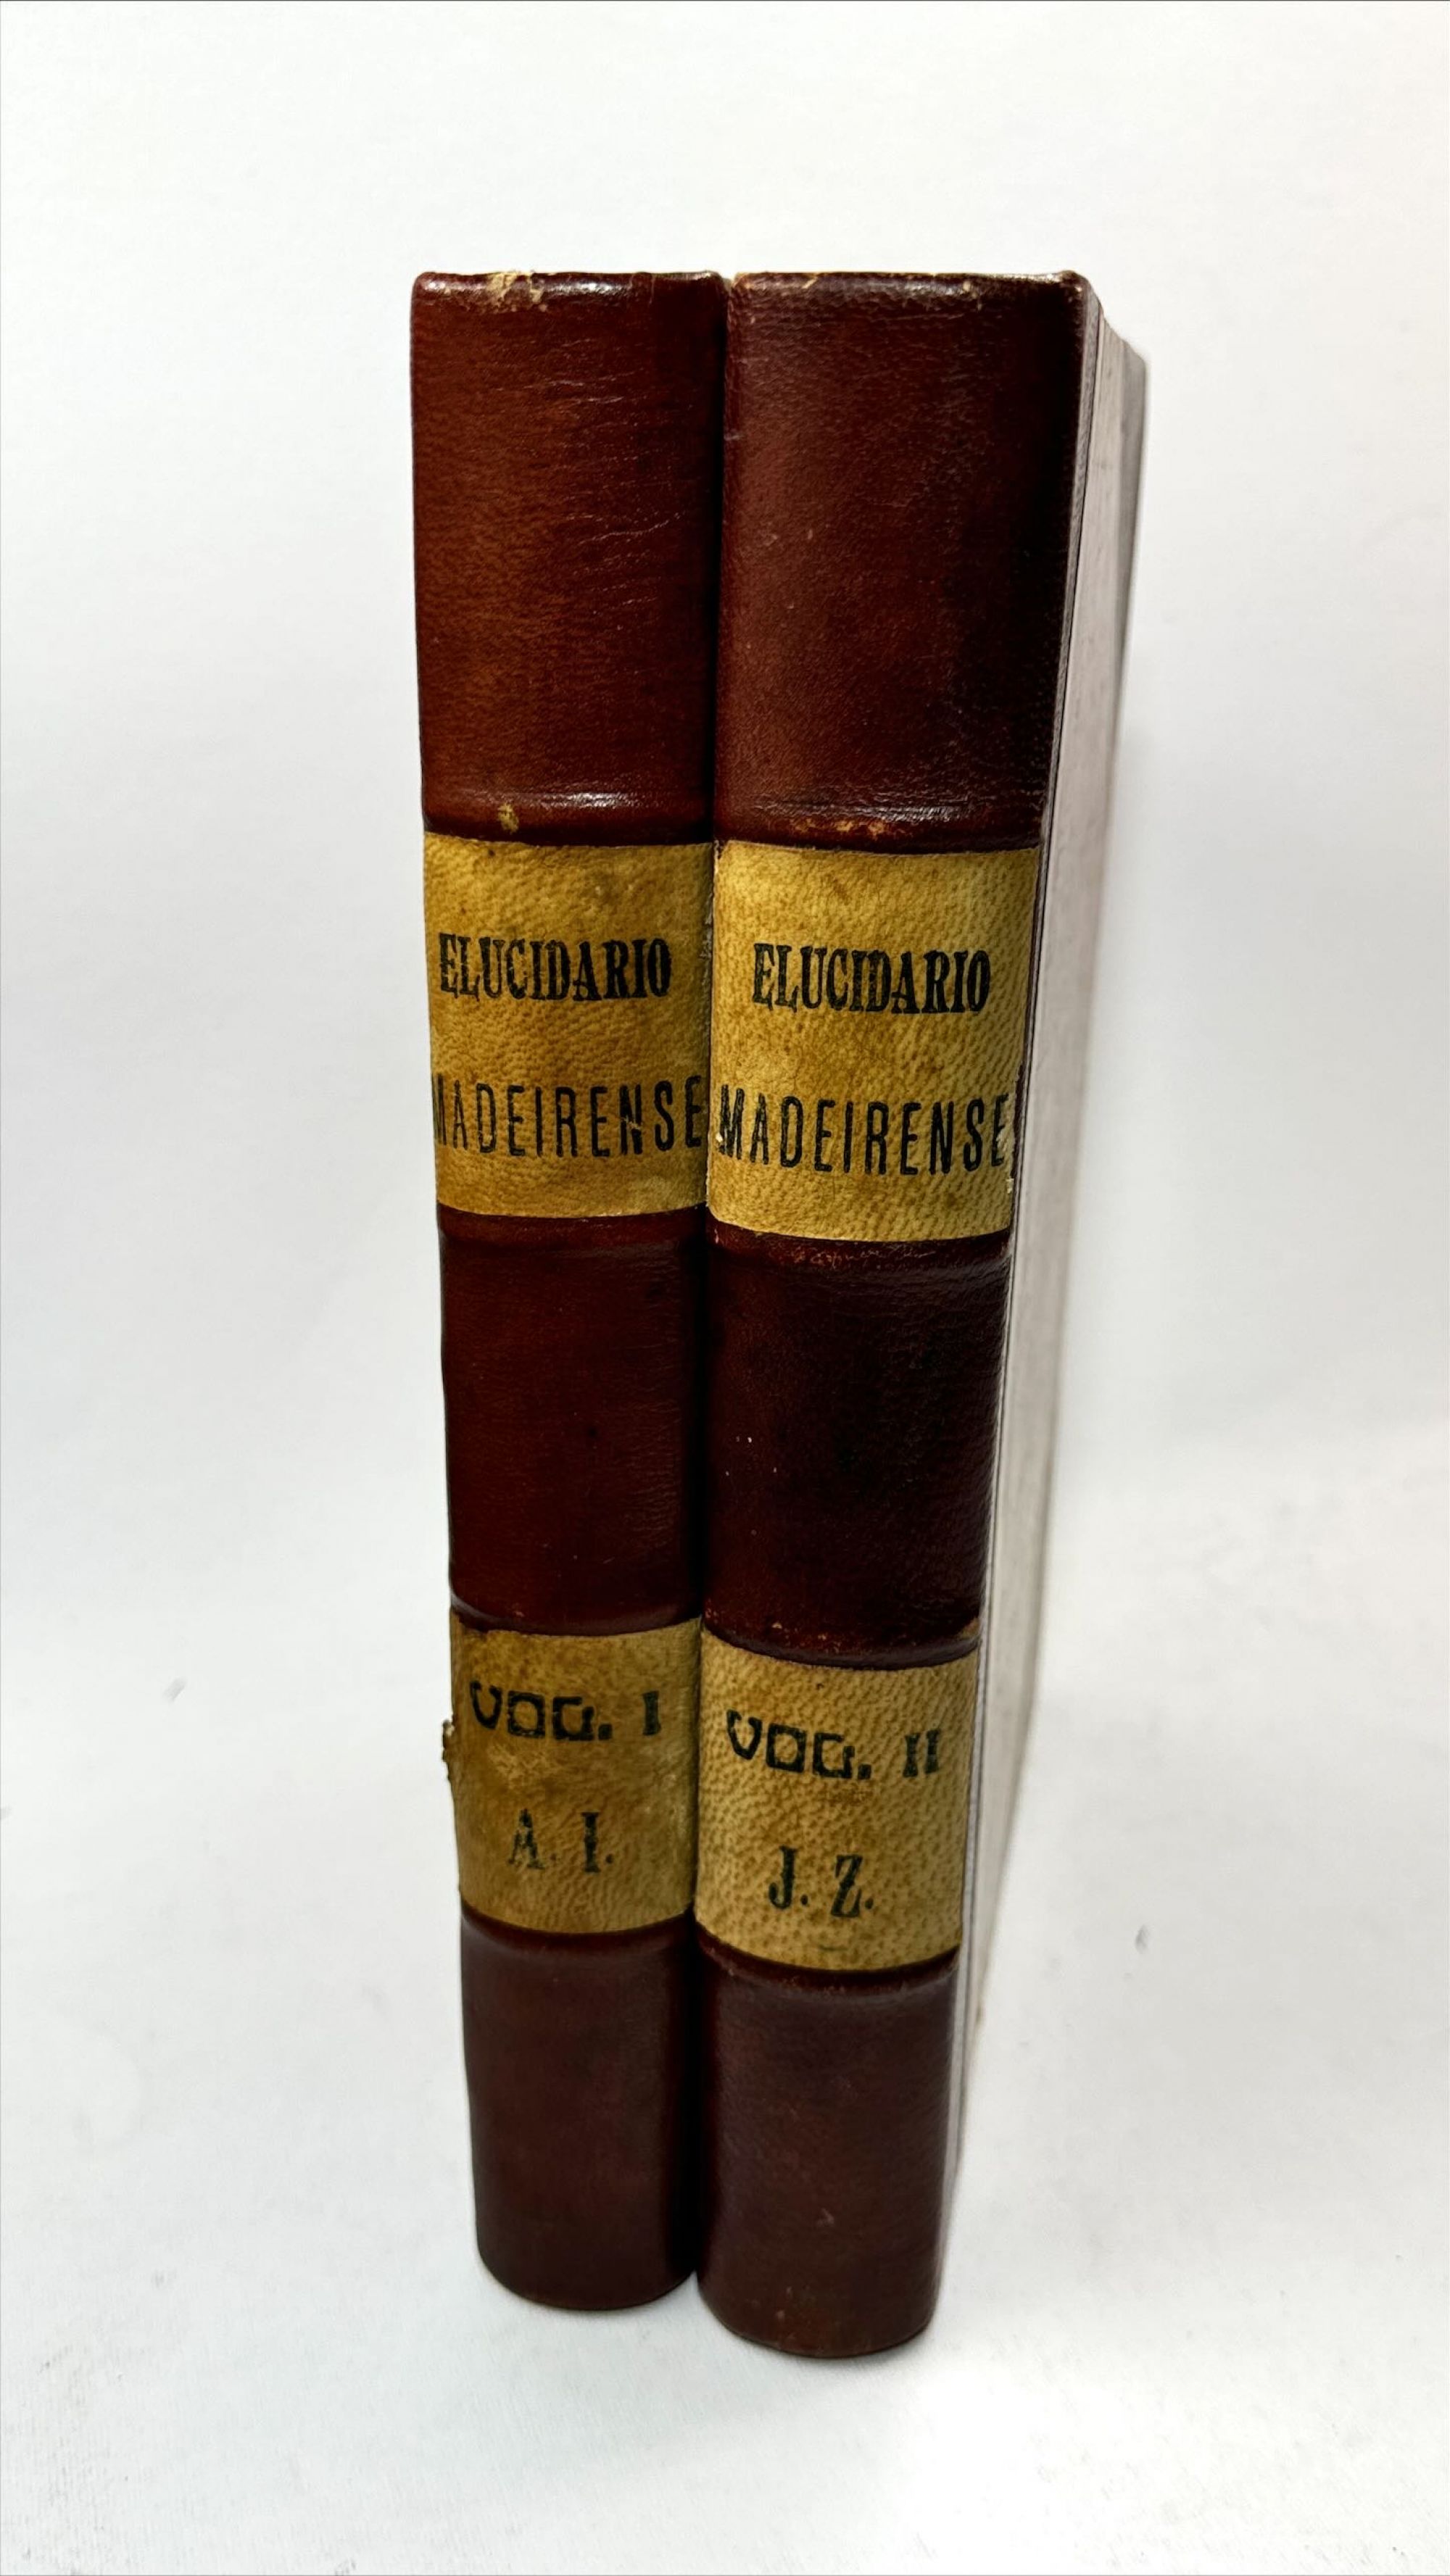 ELUCIDARIO
MADEIRENSE
VOL. I
A. I.
ELUCIDARIO
MADEIRENSE
VOL. II
J. Z.